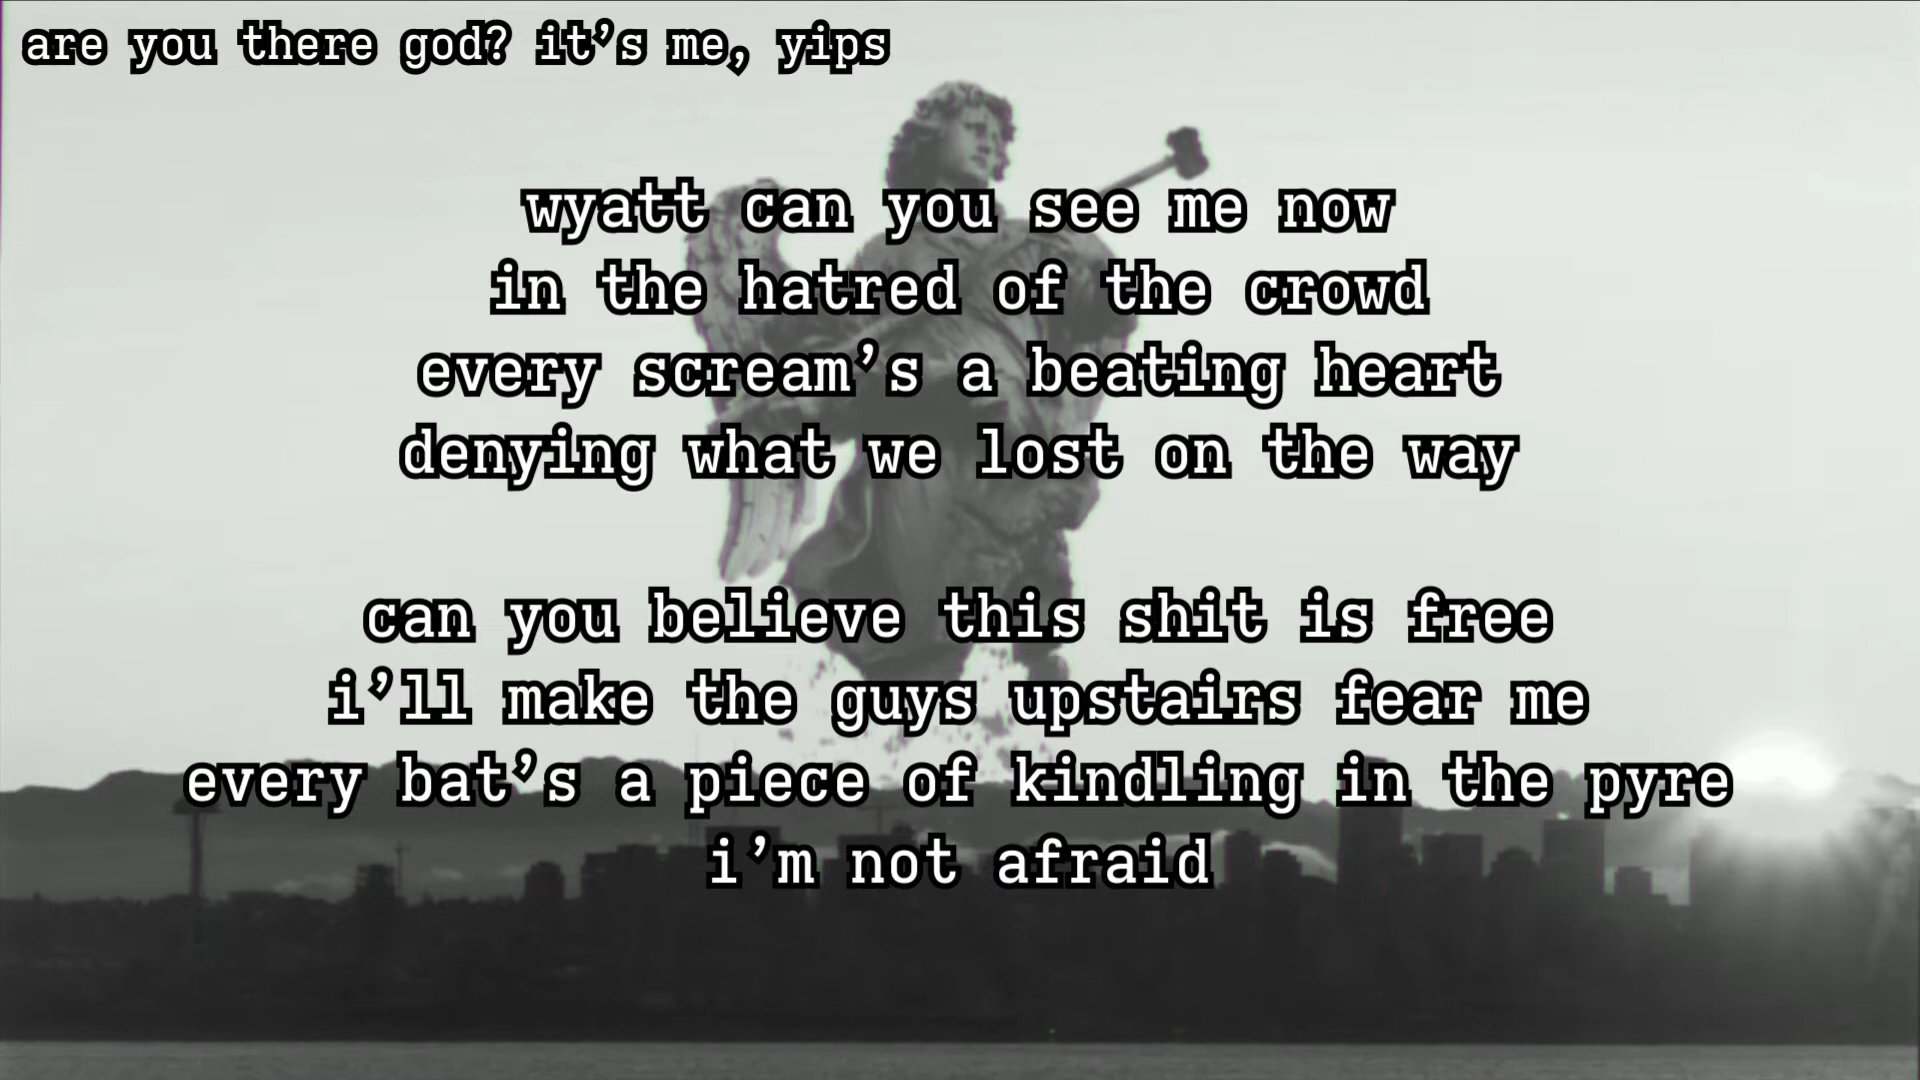 are you there god? it’s me, yips
wyatt can you see me now
in the hatred of the crowd
every scream’s a beating heart
denying what we lost on the way
can you believe this shit is free
i’ll make the guys upstairs fear me
every bat’s a piece of kindling in the pyre
i’m not afraid